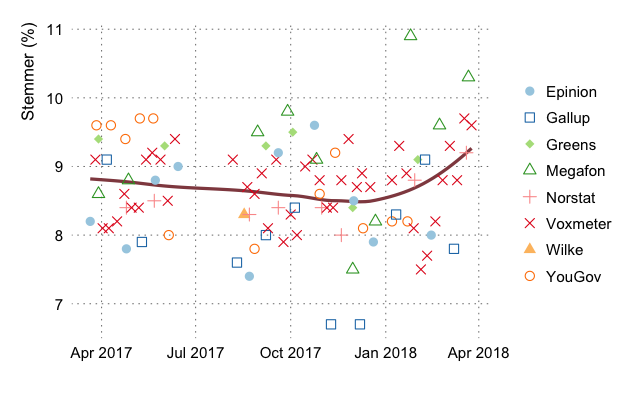 Stemmer (%)
11
10
9
8
7
Apr 2017
Jul 2017
Oct 2017
Jan 2018
Apr 2018
Epinion
Gallup
Greens
Megafon
Norstat
Voxmeter
Wilke
YouGov